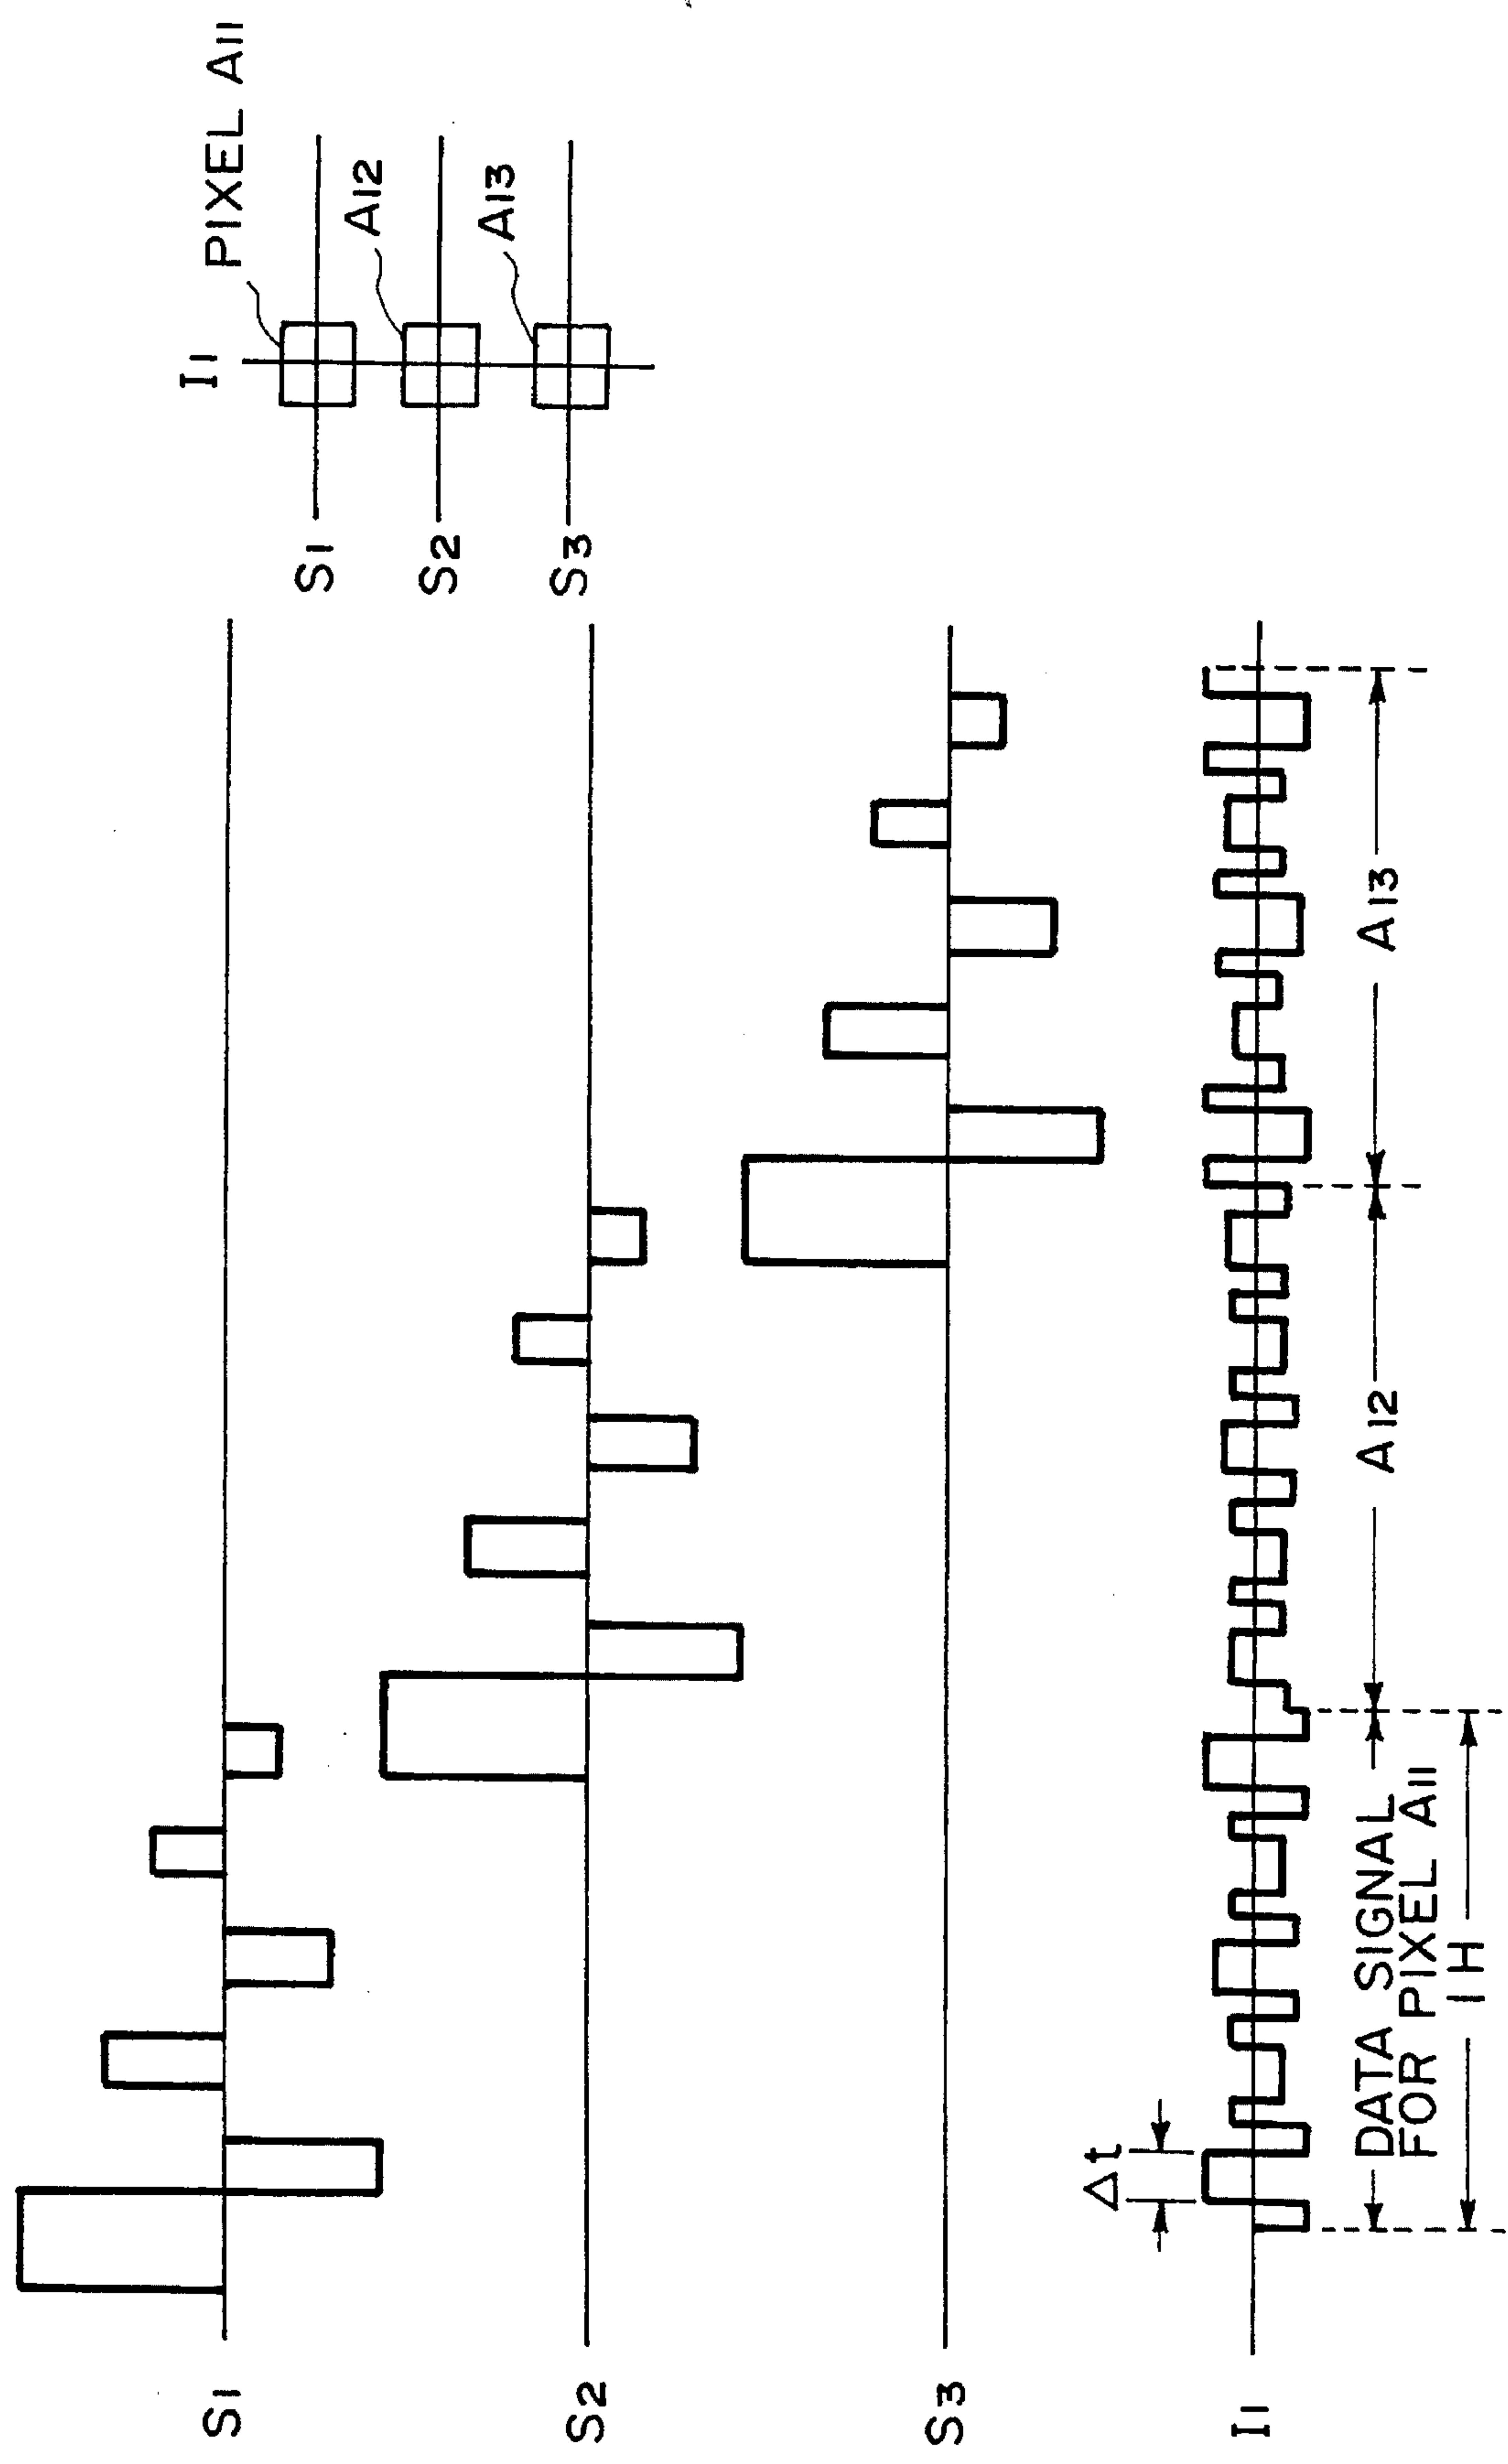 S1
S2
S3
I1
Δt
DATA SIGNAL
FOR PIXEL A11
1H
A12
A13
I1
PIXEL A11
A12
A13
S1
S2
S3